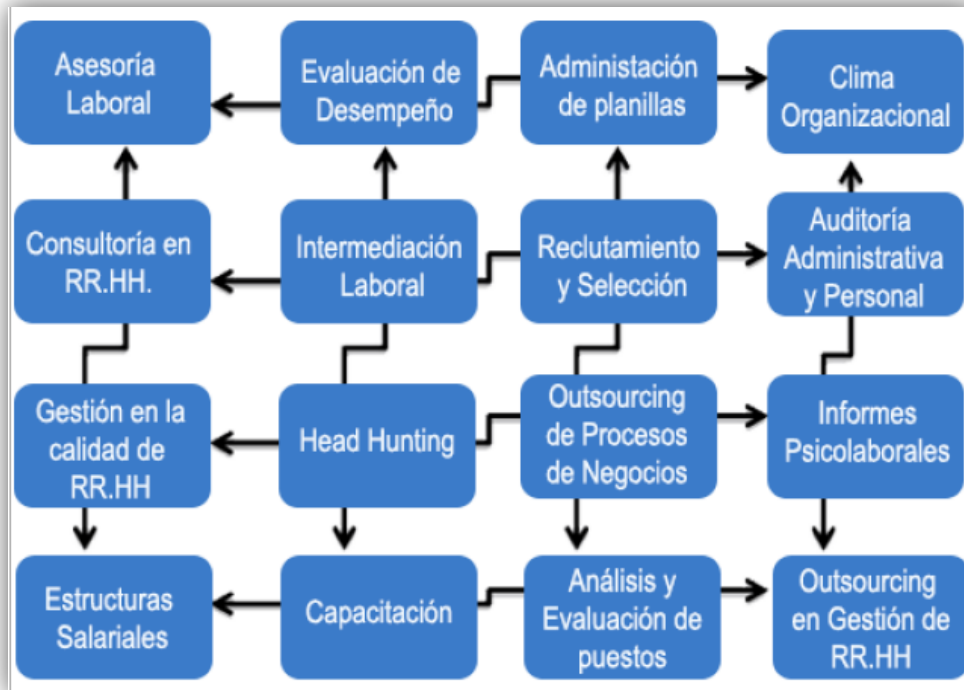 Asesoría
Laboral
Evaluación de
Desempeño
Administación
de planillas
Clima
Organizacional
Consultoría en
RR.HH.
Intermediación
Laboral
Reclutamiento
y Selección
Auditoría
Administrativa
y Personal
Gestión en la
calidad de
RR.HH
Head Hunting
Outsourcing
de Procesos
de Negocios
Informes
Psicolaborales
Estructuras
Salariales
Capacitación
Análisis y
Evaluación de
puestos
Outsourcing
en Gestión de
RR.HH